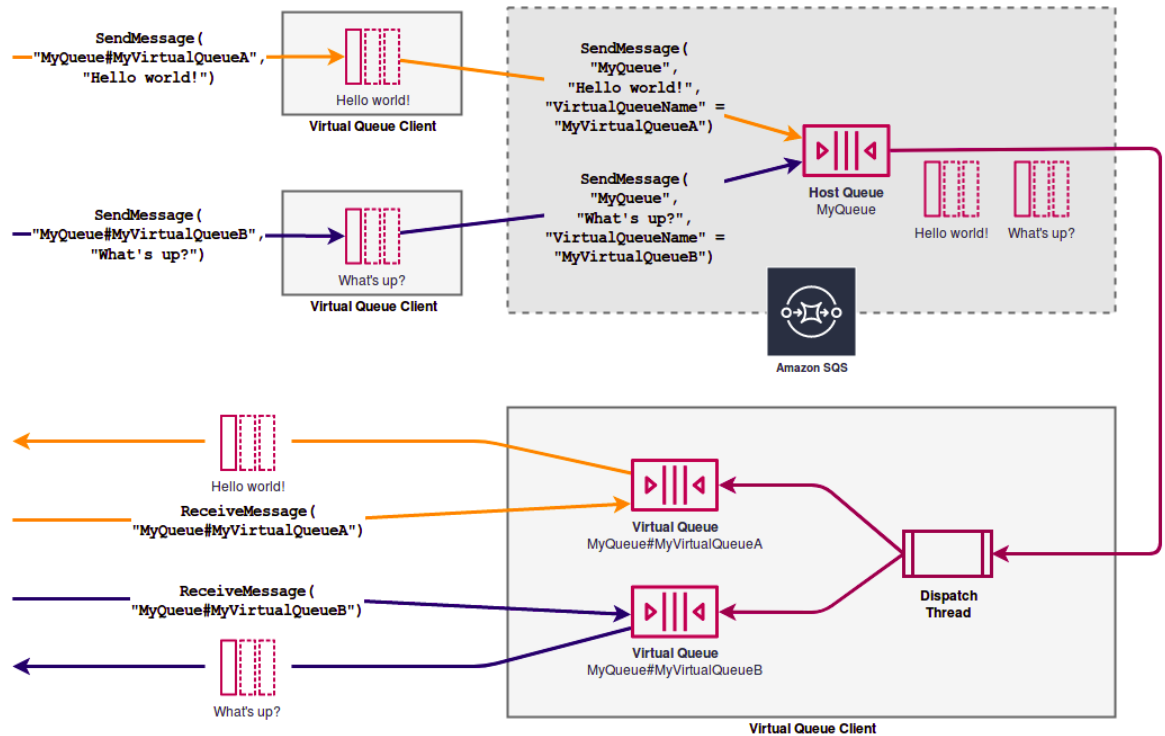 SendMessage(
"MyQueue#MyVirtualQueueA",
"Hello world!")
Hello world!
Virtual Queue Client
SendMessage(
"MyQueue",
"Hello world!",
"VirtualQueueName" =
"MyVirtualQueueA")
SendMessage(
"MyQueue#MyVirtualQueueB",
"What's up?")
What's up?
Virtual Queue Client
SendMessage(
"MyQueue",
"What's up?",
"VirtualQueueName" =
"MyVirtualQueueB")
Host Queue
MyQueue
Hello world!
What's up?
Amazon SQS
Hello world!
ReceiveMessage(
"MyQueue#MyVirtualQueueA")
Virtual Queue
MyQueue#MyVirtualQueueA
ReceiveMessage(
"MyQueue#MyVirtualQueueB")
What's up?
Virtual Queue
MyQueue#MyVirtualQueueB
Dispatch
Thread
Virtual Queue Client